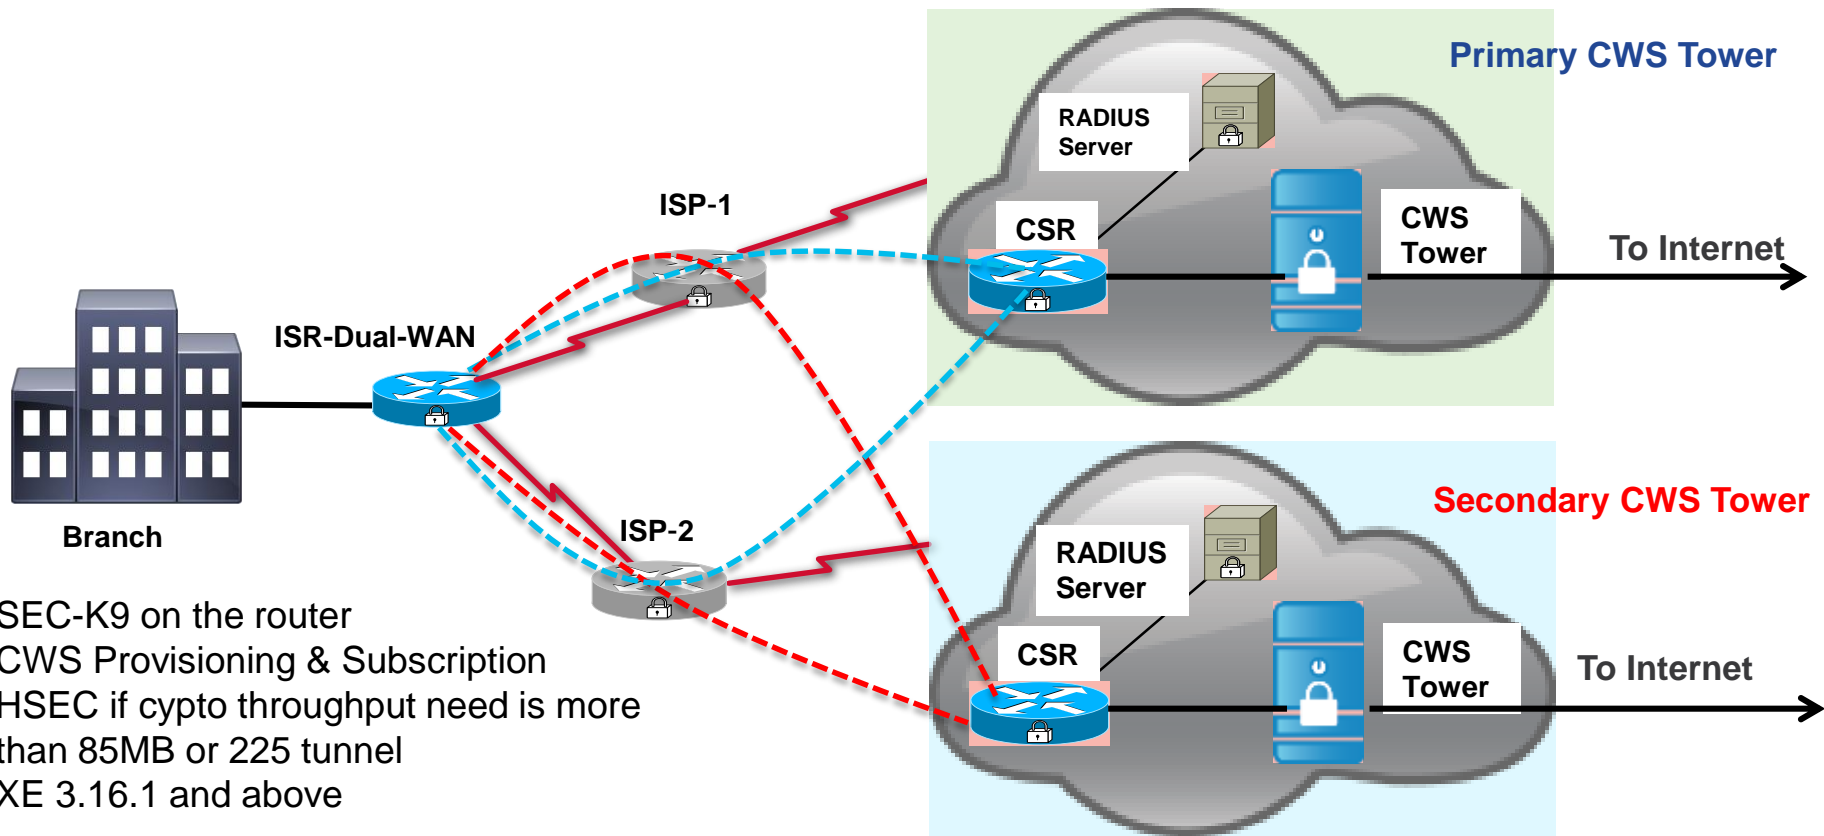 Primary CWS Tower
RADIUS
Server
ISP-1
CSR
CWS
Tower
To Internet
ISR-Dual-WAN
Branch
ISP-2
Secondary CWS Tower
RADIUS
Server
CSR
CWS
Tower
To Internet
SEC-K9 on the router
CWS Provisioning & Subscription
HSEC if cypto throughput need is more
than 85MB or 225 tunnel
XE 3.16.1 and above